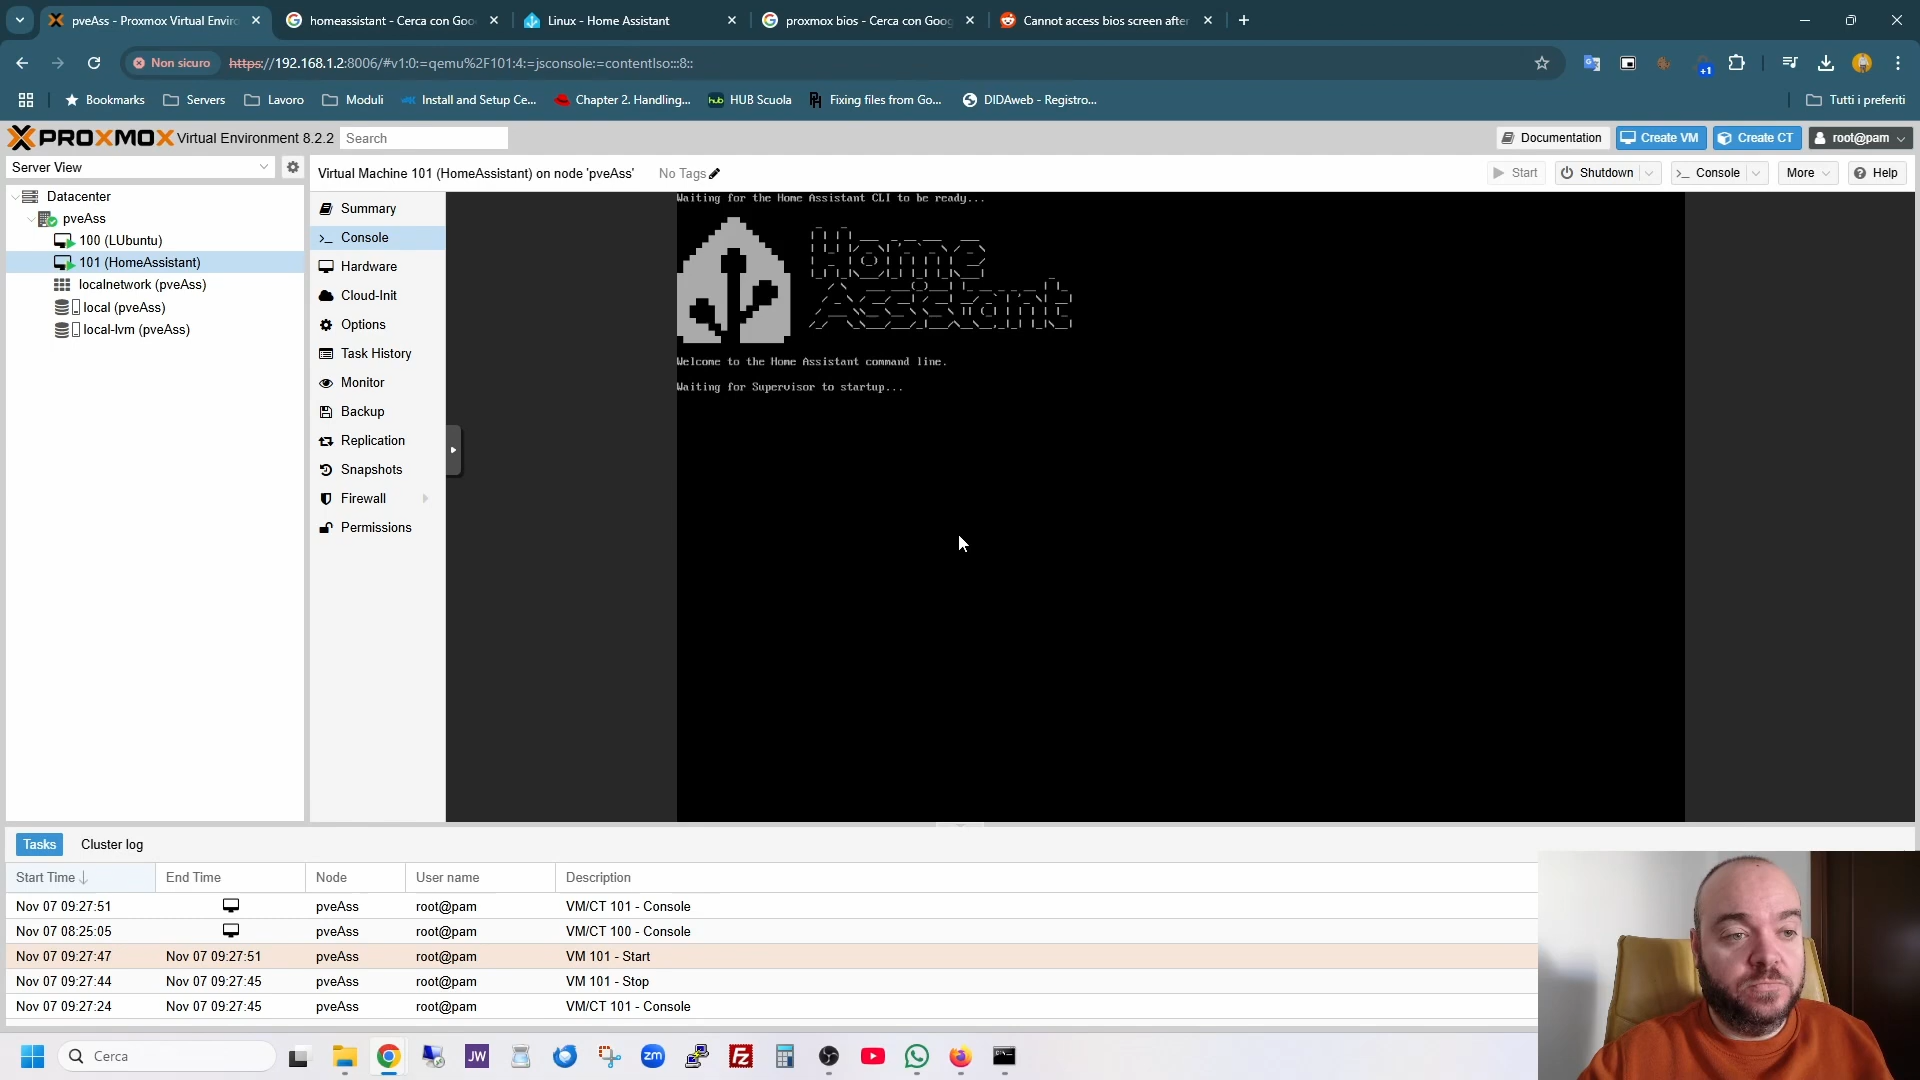 pveAss - Proxmox Virtual Enviro
homeassistant - Cerca con Goo
Linux - Home Assistant
proxmox bios - Cerca con Goog
Cannot access bios screen after
Non sicuro
https://192.168.1.2:8006/#v1:0:=qemu%2F101:4:=jsconsole:=contentIso:::8::
+1
Bookmarks
Servers
Lavoro
Moduli
Install and Setup Ce...
Chapter 2. Handling...
hub
HUB Scuola
Fixing files from Go...
DIDAweb - Registro...
Tutti i preferiti
PROXMOX Virtual Environment 8.2.2
Search
Documentation
Create VM
Create CT
root@pam
Server View
Virtual Machine 101 (HomeAssistant) on node 'pveAss'
No Tags
Start
Shutdown
Console
More
Help
Datacenter
pveAss
100 (LUbuntu)
101 (HomeAssistant)
localnetwork (pveAss)
local (pveAss)
local-lvm (pveAss)
Summary
Console
Hardware
Cloud-Init
Options
Task History
Monitor
Backup
Replication
Snapshots
Firewall
Permissions
Waiting for the Home Assistant CLI to be ready...
Home
Assistant
Welcome to the Home Assistant command line.
Waiting for Supervisor to startup...
Tasks
Cluster log
Start Time
End Time
Node
User name
Description
Nov 07 09:27:51 pveAss root@pam VM/CT 101 - Console
Nov 07 08:25:05 pveAss root@pam VM/CT 100 - Console
Nov 07 09:27:47 Nov 07 09:27:51 pveAss root@pam VM 101 - Start
Nov 07 09:27:44 Nov 07 09:27:45 pveAss root@pam VM 101 - Stop
Nov 07 09:27:24 Nov 07 09:27:45 pveAss root@pam VM/CT 101 - Console
Cerca
JW
zm
FZ